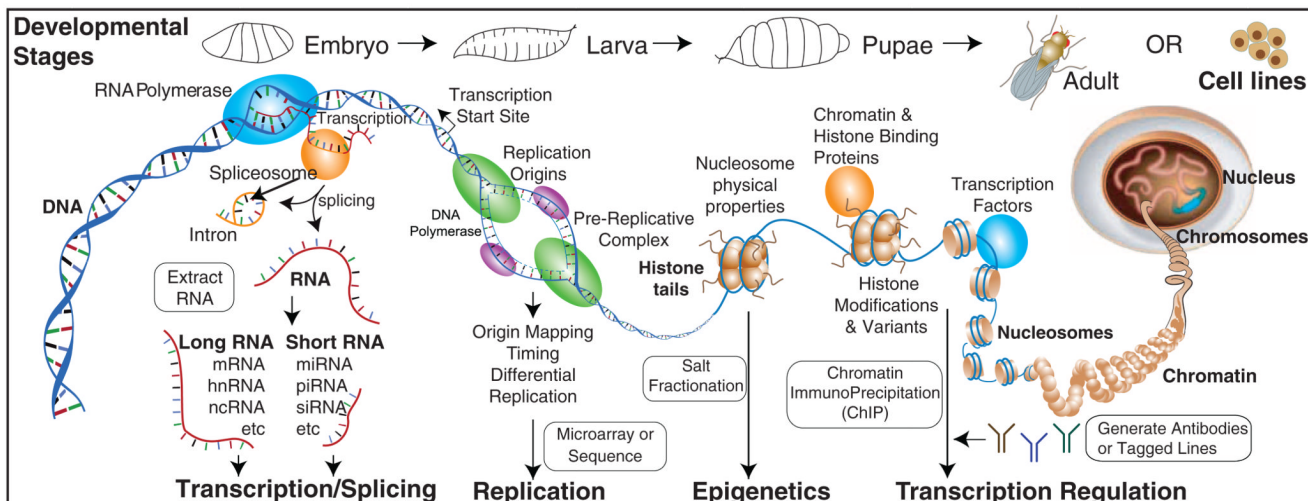 Developmental
Stages
Embryo
Larva
Pupae
Adult
OR
Cell lines
RNA Polymerase
Transcription
Transcription
Start Site
Spliceosome
splicing
Intron
DNA
Extract
RNA
RNA
Long RNA
mRNA
hnRNA
ncRNA
etc
Short RNA
miRNA
piRNA
siRNA
etc
Replication
Origins
DNA
Polymerase
Pre-Replicative
Complex
Origin Mapping
Timing
Differential
Replication
Microarray or
Sequence
Nucleosome
physical
properties
Histone
tails
Chromatin &
Histone Binding
Proteins
Histone
Modifications
& Variants
Transcription
Factors
Nucleus
Chromosomes
Nucleosomes
Chromatin
Salt
Fractionation
Chromatin
ImmunoPrecipitation
(ChIP)
Generate Antibodies
or Tagged Lines
Transcription/Splicing
Replication
Epigenetics
Transcription Regulation